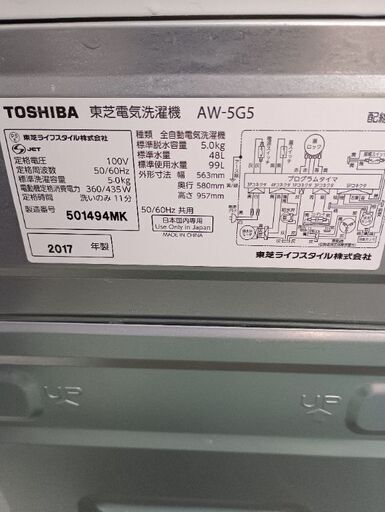 TOSHIBA 東芝電気洗濯機 AW-5G5
東芝ライフスタイル株式会社
JET
定格電圧 100V
定格周波数 50/60Hz
標準洗濯容量 5.0kg
電動機定格消費電力 360/435W
定格時間 洗いのみ 11分
製造番号 501494MK
2017 年製
種類 全自動電気洗濯機
標準脱水容量 5.0kg
標準水量 48L
標準使用水量 99L
外形寸法 幅 563mm
奥行 580mm
高さ 957mm
50/60Hz 共用
日本国内専用
Use Only in Japan
MADE IN CHINA
配線
プログラムタイマ
東芝ライフスタイル株式会社
UP
UP